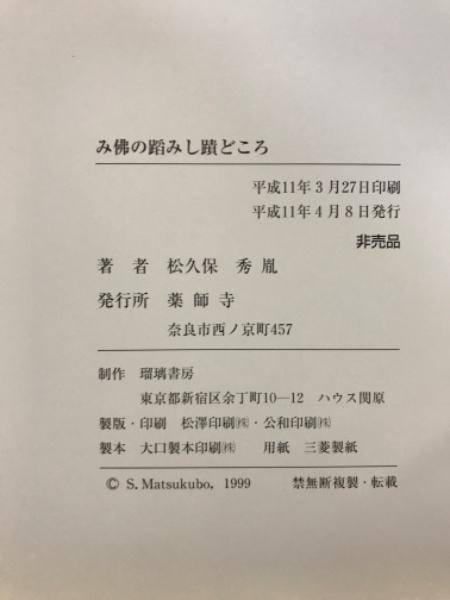 み佛の蹈みし蹟どころ
平成11年3月27日印刷
平成11年4月8日発行
非売品
著者 松久保 秀胤
発行所 薬師寺
奈良市西ノ京町457
制作 瑠璃書房
東京都新宿区余丁町10—12 ハウス関原
製版・印刷 松澤印刷㈱・公和印刷㈱
製本 大口製本印刷㈱ 用紙 三菱製紙
© S. Matsukubo, 1999 禁無断複製・転載